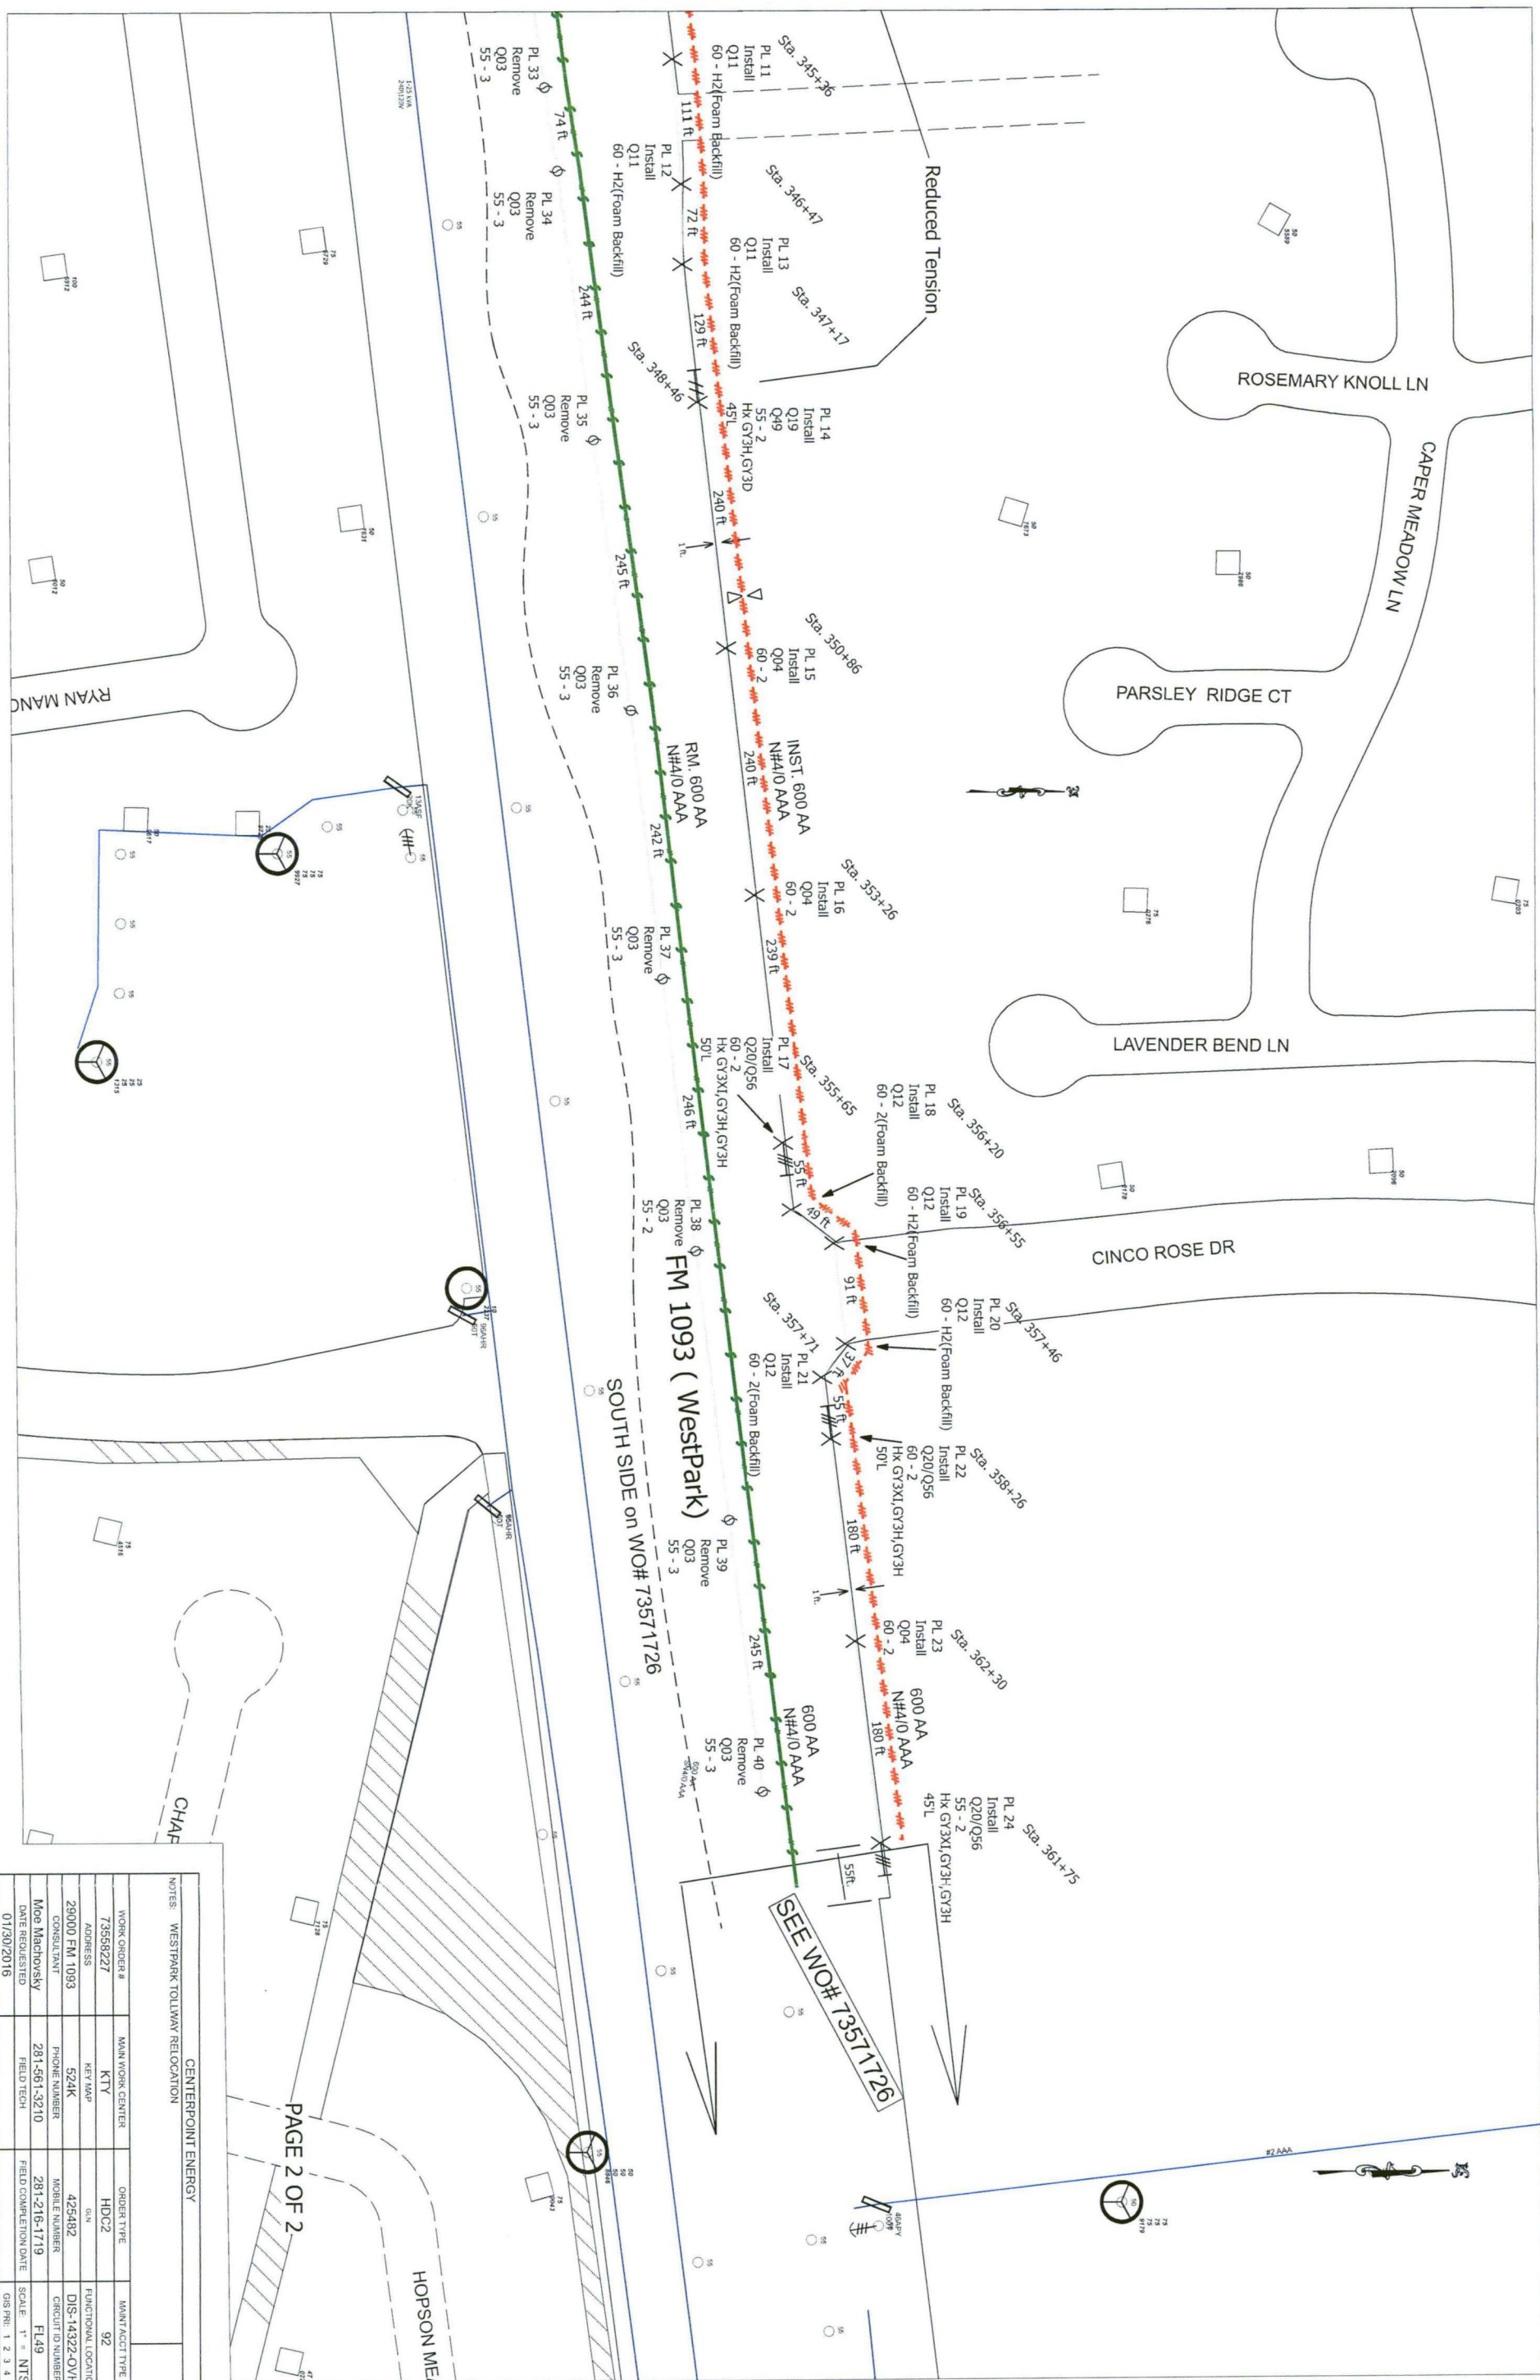 Reduced Tension
ROSEMARY KNOLL LN
CAPER MEADOW LN
PARSLEY RIDGE CT
LAVENDER BEND LN
CINCO ROSE DR
Sta. 345+36
PL 11
Install
Q11
60 - H2(Foam Backfill)
111 ft
Sta. 346+47
PL 12
Install
Q11
60 - H2(Foam Backfill)
72 ft
Sta. 347+17
PL 13
Install
Q11
60 - H2(Foam Backfill)
129 ft
Sta. 348+46
PL 14
Install
Q19
Q49
55 - 2
Hx GY3H,GY3D
45'L
240 ft
1 ft.
Sta. 350+86
PL 15
Install
Q04
60 - 2
INST. 600 AA
N#4/0 AAA
240 ft
Sta. 353+26
PL 16
Install
Q04
60 - 2
239 ft
Sta. 355+65
PL 17
Install
Q20/Q56
60 - 2
Hx GY3XI,GY3H,GY3H
50'L
55 ft
Sta. 356+20
PL 18
Install
Q12
60 - 2(Foam Backfill)
49 ft
Sta. 356+55
PL 19
Install
Q12
60 - H2(Foam Backfill)
91 ft
Sta. 357+46
PL 20
Install
Q12
60 - H2(Foam Backfill)
37 ft
Sta. 357+71
PL 21
Install
Q12
60 - 2(Foam Backfill)
55 ft
Sta. 358+26
PL 22
Install
Q20/Q56
60 - 2
Hx GY3XI,GY3H,GY3H
50'L
180 ft
1 ft.
Sta. 362+30
PL 23
Install
Q04
60 - 2
600 AA
N#4/0 AAA
180 ft
Sta. 361+75
PL 24
Install
Q20/Q56
55 - 2
Hx GY3XI,GY3H,GY3H
45'L
55ft.
SEE WO# 73571726
PL 33
Remove
Q03
55 - 3
74 ft
PL 34
Remove
Q03
55 - 3
244 ft
PL 35
Remove
Q03
55 - 3
245 ft
PL 36
Remove
Q03
55 - 3
RM. 600 AA
N#4/0 AAA
242 ft
PL 37
Remove
Q03
55 - 3
246 ft
PL 38
Remove
Q03
55 - 2
FM 1093 ( WestPark)
PL 39
Remove
Q03
55 - 3
245 ft
600 AA
N#4/0 AAA
PL 40
Remove
Q03
55 - 3
SOUTH SIDE on WO# 73571726
1-25 kVA
240\120V
RYAN MANO
CHAP
HOPSON MEA
#2 AAA
PAGE 2 OF 2
CENTERPOINT ENERGY
NOTES: WESTPARK TOLLWAY RELOCATION
WORK ORDER # MAIN WORK CENTER ORDER TYPE MAINT ACCT TYPE
73558227 KTY HDC2 92
ADDRESS KEY MAP GLN FUNCTIONAL LOCATIO
29000 FM 1093 524K 425482 DIS-14322-OVH
CONSULTANT PHONE NUMBER MOBILE NUMBER CIRCUIT ID NUMBER
Moe Machovsky 281-561-3210 281-216-1719 FL49
DATE REQUESTED FIELD TECH FIELD COMPLETION DATE SCALE: 1" = NTS
01/30/2016 GIS PRI: 1 2 3 4